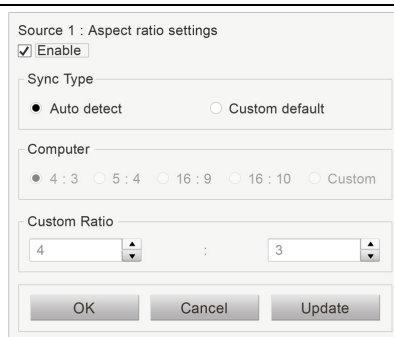 Source 1 : Aspect ratio settings
Enable
Sync Type
Auto detect Custom default
Computer
4 : 3 5 : 4 16 : 9 16 : 10 Custom
Custom Ratio
4 : 3
OK Cancel Update